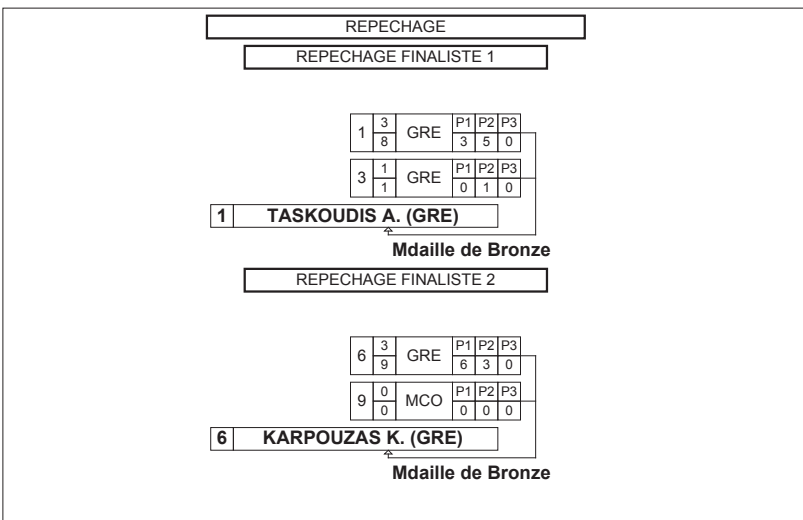 REPECHAGE
REPECHAGE FINALISTE 1
1 3 GRE P1 P2 P3
8 3 5 0
3 1 GRE P1 P2 P3
1 0 1 0
1 TASKOUDIS A. (GRE)
Mdaille de Bronze
REPECHAGE FINALISTE 2
6 3 GRE P1 P2 P3
9 6 3 0
9 0 MCO P1 P2 P3
0 0 0 0
6 KARPOUZAS K. (GRE)
Mdaille de Bronze